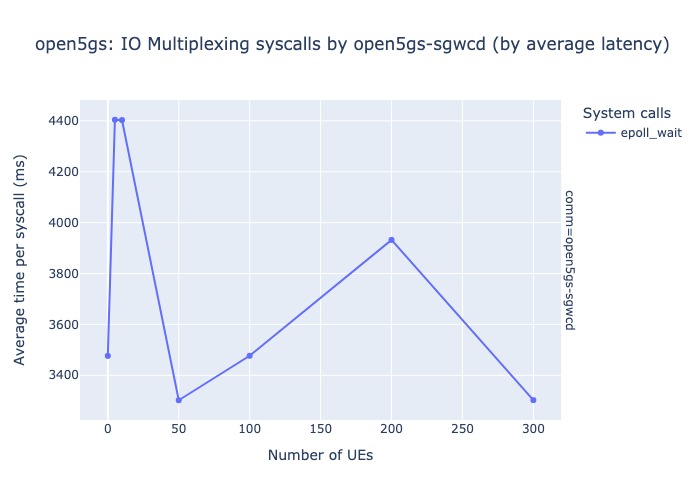 open5gs: IO Multiplexing syscalls by open5gs-sgwcd (by average latency)
System calls
epoll_wait
4400
4200
4000
3800
3600
3400
Average time per syscall (ms)
comm=open5gs-sgwcd
0 50 100 150 200 250 300
Number of UEs